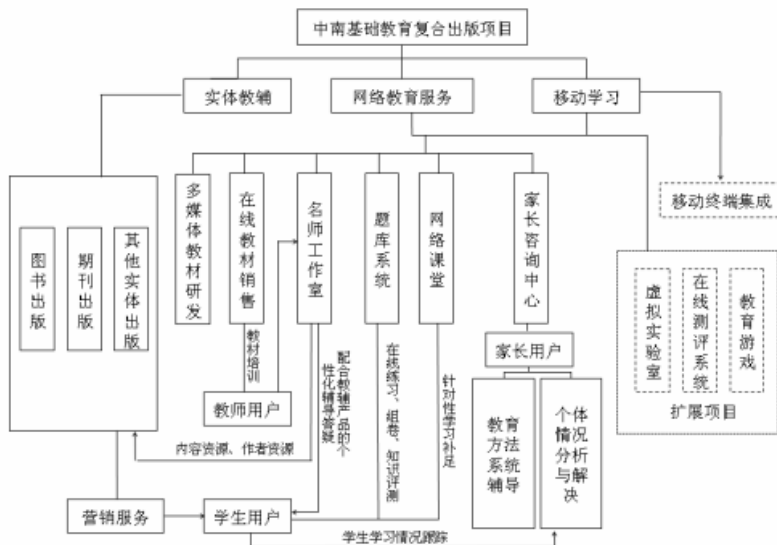 中南基础教育复合出版项目
实体教辅
网络教育服务
移动学习
移动终端集成
图书出版
期刊出版
其他实体出版
多媒体教材研发
在线教材销售
名师工作室
题库系统
网络课堂
家长咨询中心
虚拟实验室
在线测评系统
教育游戏
扩展项目
教材培训
配合教辅产品的个
性化辅导答疑
在线练习、组卷、知识评测
针对性学习补足
家长用户
教师用户
教育
方法
系统
辅导
个体
情况
分析
与解
决
内容资源、作者资源
营销服务
学生用户
学生学习情况跟踪